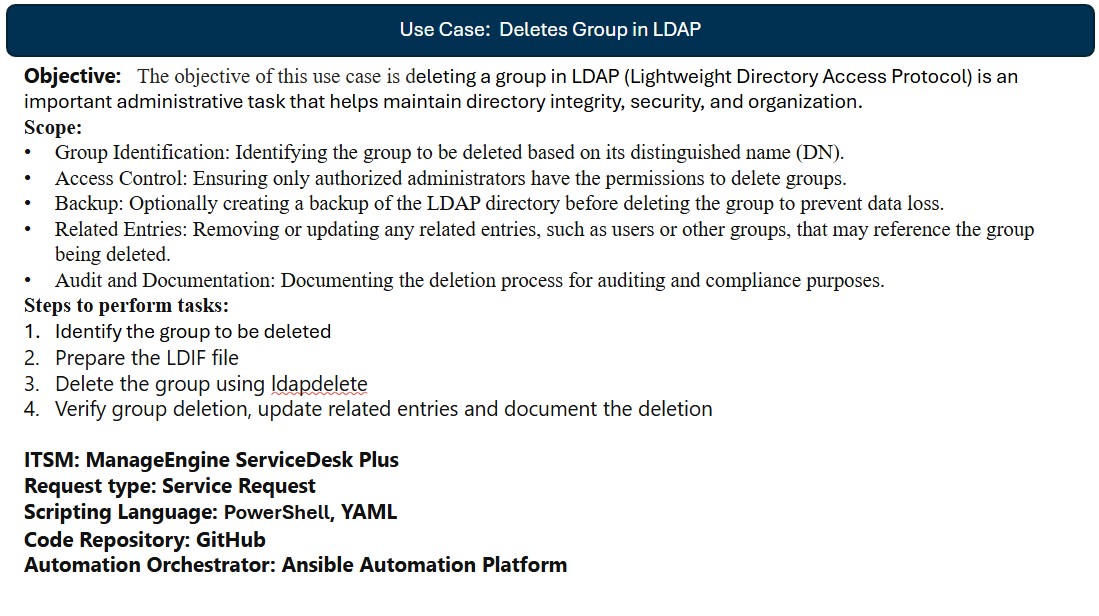 Use Case:  Deletes Group in LDAP
Objective:   The objective of this use case is deleting a group in LDAP (Lightweight Directory Access Protocol) is an
important administrative task that helps maintain directory integrity, security, and organization.
Scope:
• Group Identification: Identifying the group to be deleted based on its distinguished name (DN).
• Access Control: Ensuring only authorized administrators have the permissions to delete groups.
• Backup: Optionally creating a backup of the LDAP directory before deleting the group to prevent data loss.
• Related Entries: Removing or updating any related entries, such as users or other groups, that may reference the group
being deleted.
• Audit and Documentation: Documenting the deletion process for auditing and compliance purposes.
Steps to perform tasks:
1. Identify the group to be deleted
2. Prepare the LDIF file
3. Delete the group using ldapdelete
4. Verify group deletion, update related entries and document the deletion
ITSM: ManageEngine ServiceDesk Plus
Request type: Service Request
Scripting Language: PowerShell, YAML
Code Repository: GitHub
Automation Orchestrator: Ansible Automation Platform